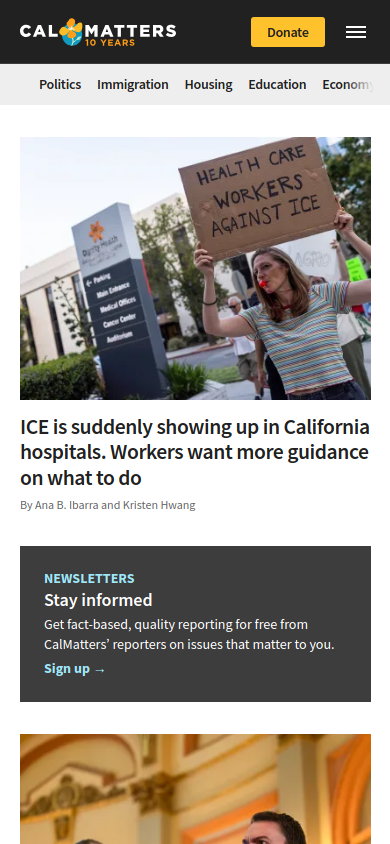 CALMATTERS
10 YEARS
Donate
Politics Immigration Housing Education Economy
HEALTH CARE
WORKERS
AGAINST ICE
Dignity Health
Parking
Main Entrance
Medical Offices
Cancer Center
Auditorium
ICE is suddenly showing up in California
hospitals. Workers want more guidance
on what to do
By Ana B. Ibarra and Kristen Hwang
NEWSLETTERS
Stay informed
Get fact-based, quality reporting for free from
CalMatters’ reporters on issues that matter to you.
Sign up →